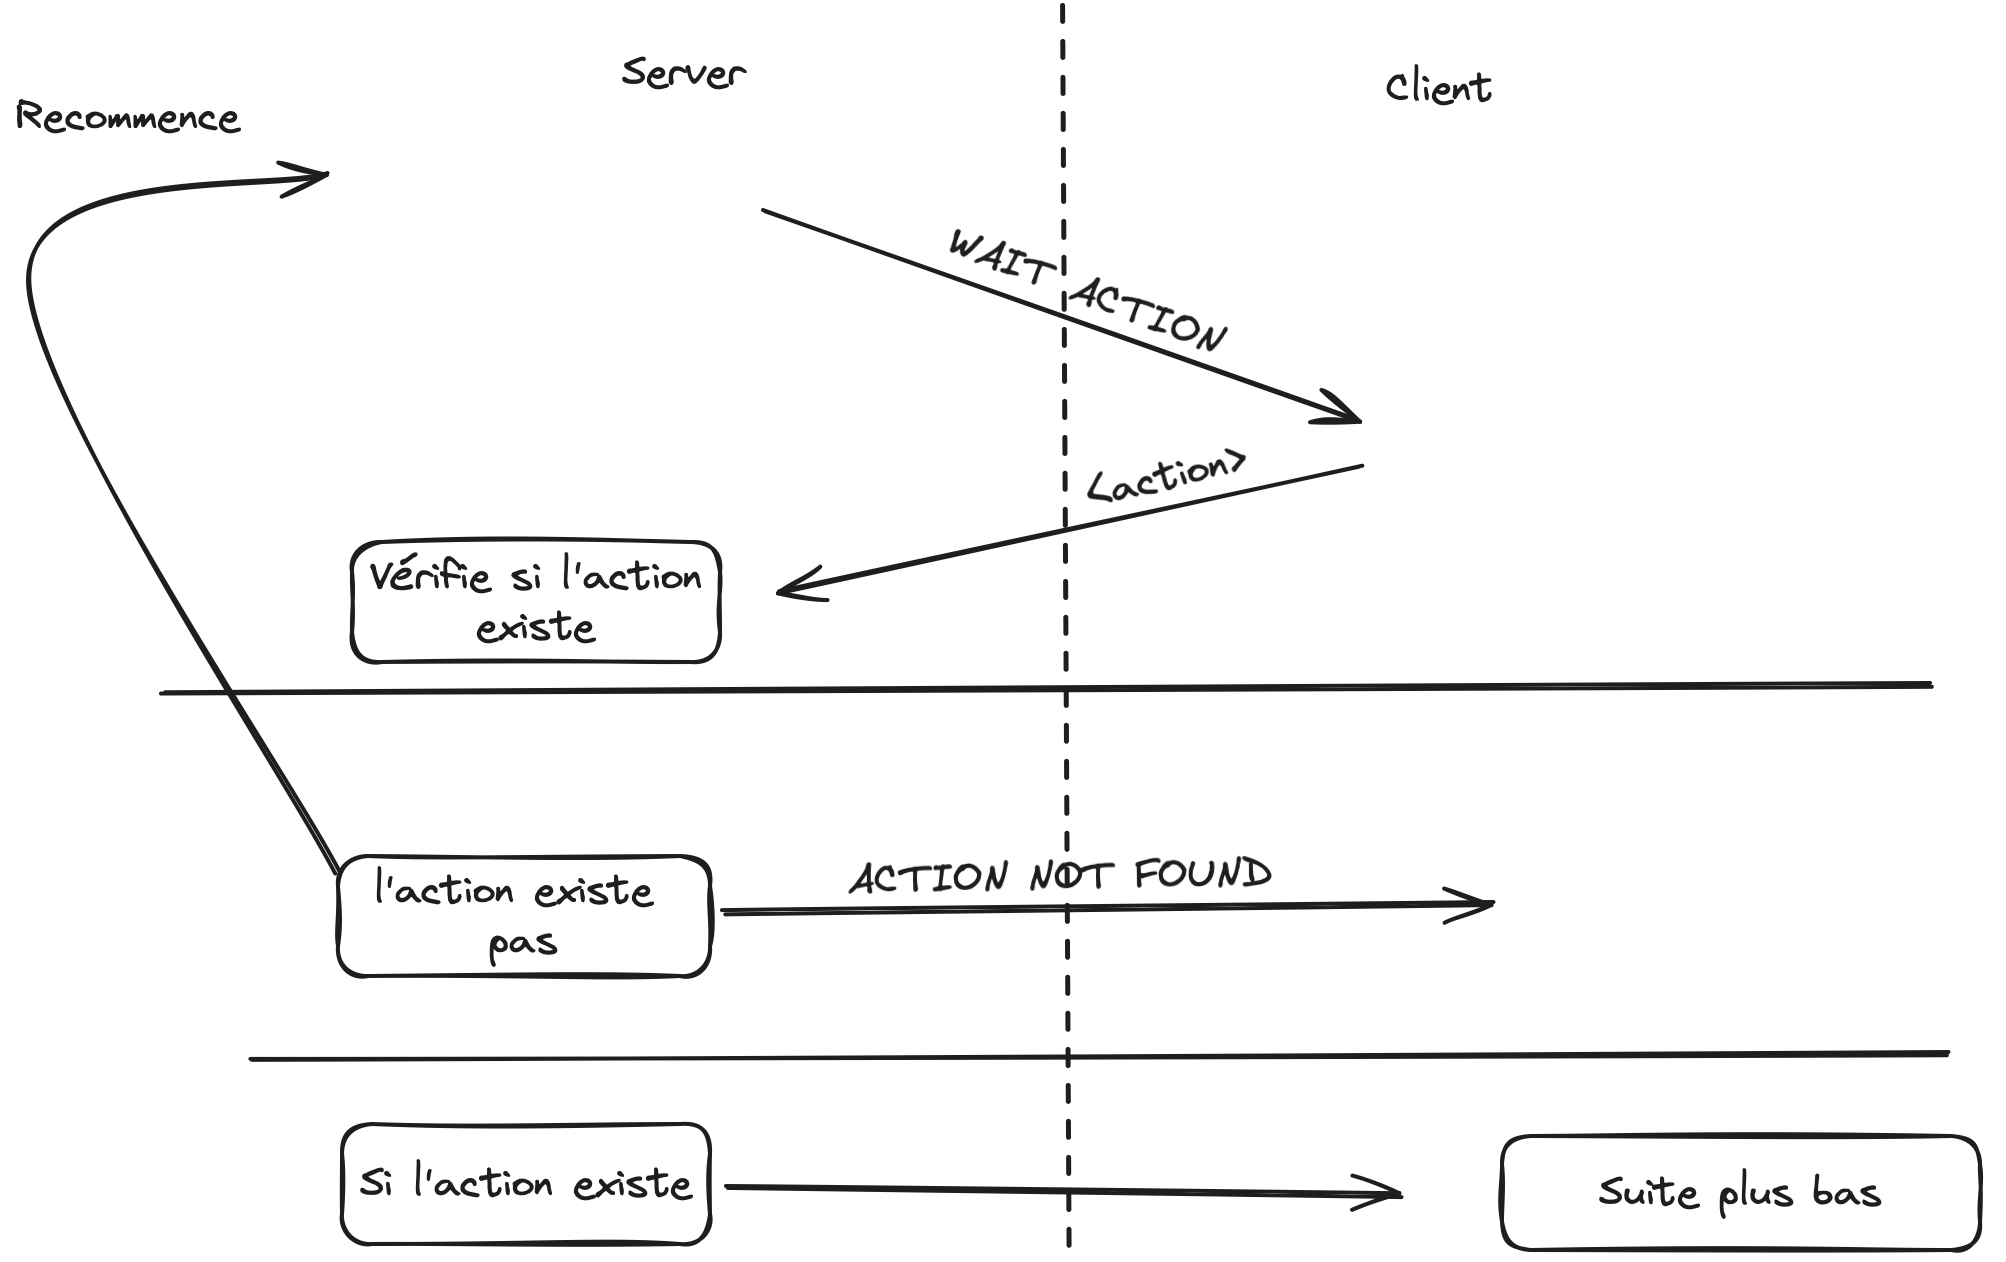 Server
Client
Recommence
WAIT ACTION
<action>
Vérifie si l'action
existe
l'action existe
pas
ACTION NOT FOUND
Si l'action existe
Suite plus bas